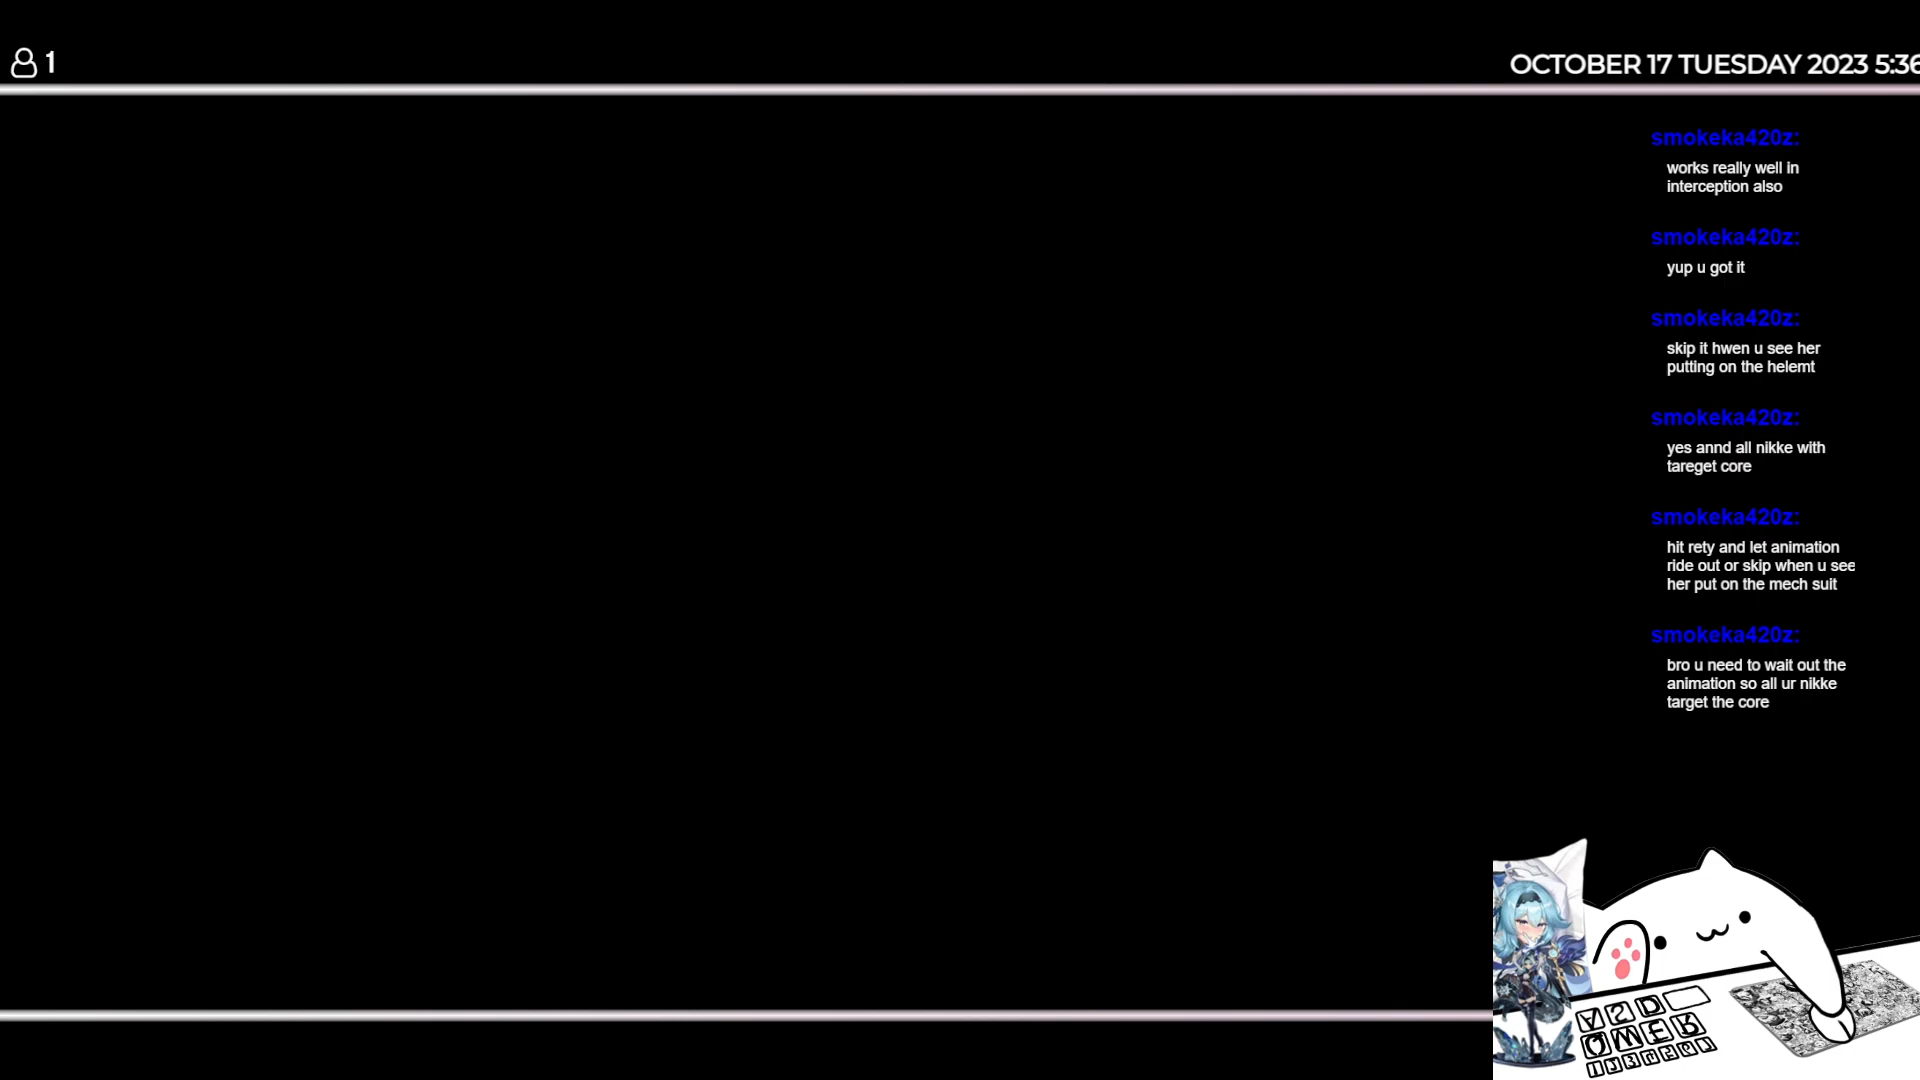 1
OCTOBER 17 TUESDAY 2023 5:36
smokeka420z:
works really well in
interception also
smokeka420z:
yup u got it
smokeka420z:
skip it hwen u see her
putting on the helemt
smokeka420z:
yes annd all nikke with
tareget core
smokeka420z:
hit rety and let animation
ride out or skip when u see
her put on the mech suit
smokeka420z:
bro u need to wait out the
animation so all ur nikke
target the core
A S D
Q W E R